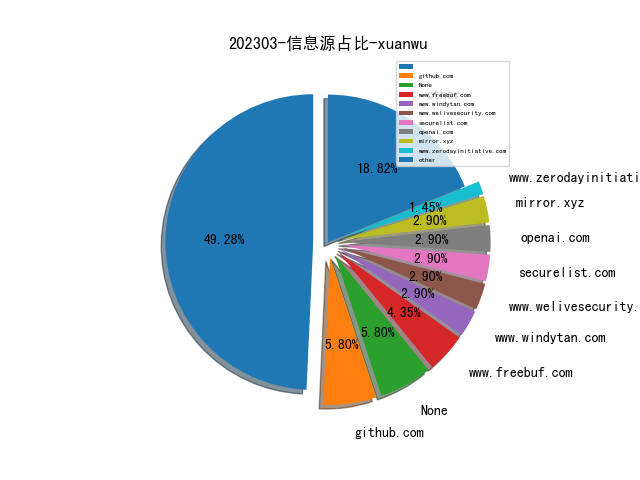 202303-信息源占比-xuanwu
github.com
None
www.freebuf.com
www.windytan.com
www.welivesecurity.com
securelist.com
openai.com
mirror.xyz
www.zerodayinitiative.com
other
other
18.82%
www.zerodayinitiati
1.45%
mirror.xyz
2.90%
openai.com
2.90%
securelist.com
2.90%
www.welivesecurity.
2.90%
www.windytan.com
2.90%
www.freebuf.com
4.35%
None
5.80%
github.com
5.80%
49.28%